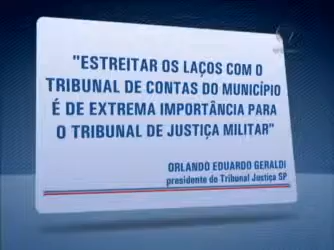 "ESTREITAR OS LAÇOS COM O
TRIBUNAL DE CONTAS DO MUNICÍPIO
É DE EXTREMA IMPORTÂNCIA PARA
O TRIBUNAL DE JUSTIÇA MILITAR"
ORLANDO EDUARDO GERALDI
presidente do Tribunal Justiça SP